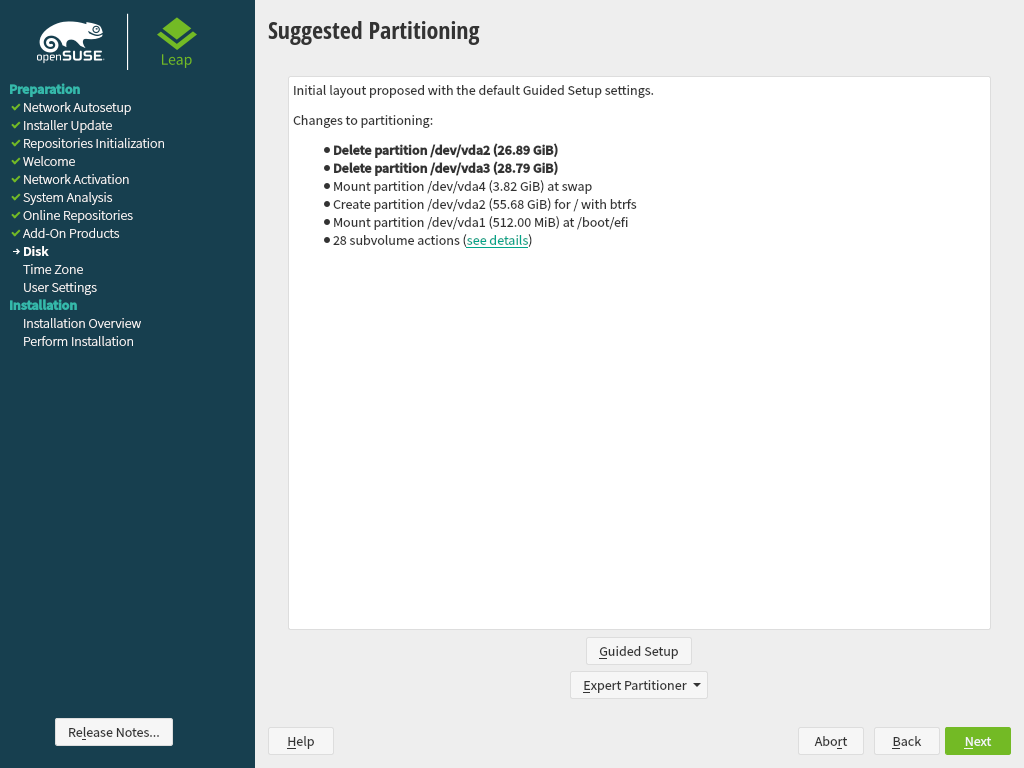 openSUSE
Leap
Preparation
Network Autosetup
Installer Update
Repositories Initialization
Welcome
Network Activation
System Analysis
Online Repositories
Add-On Products
Disk
Time Zone
User Settings
Installation
Installation Overview
Perform Installation
Release Notes...
Suggested Partitioning
Initial layout proposed with the default Guided Setup settings.
Changes to partitioning:
Delete partition /dev/vda2 (26.89 GiB)
Delete partition /dev/vda3 (28.79 GiB)
Mount partition /dev/vda4 (3.82 GiB) at swap
Create partition /dev/vda2 (55.68 GiB) for / with btrfs
Mount partition /dev/vda1 (512.00 MiB) at /boot/efi
28 subvolume actions (see details)
Guided Setup
Expert Partitioner
Help
Abort
Back
Next